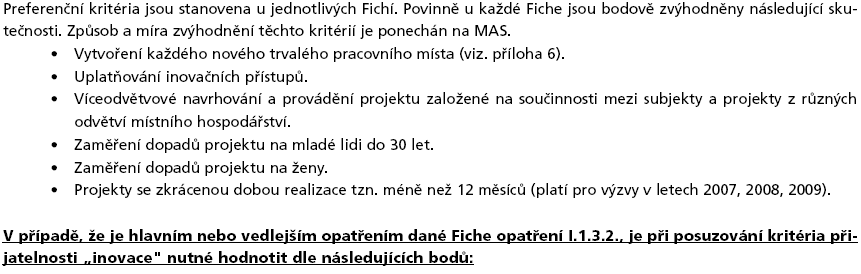 Preferenční kritéria jsou stanovena u jednotlivých Fichí. Povinně u každé Fiche jsou bodově zvýhodněny následující sku-
tečnosti. Způsob a míra zvýhodnění těchto kritérií je ponechán na MAS.
• Vytvoření každého nového trvalého pracovního místa (viz. příloha 6).
• Uplatňování inovačních přístupů.
• Víceodvětvové navrhování a provádění projektu založené na součinnosti mezi subjekty a projekty z různých
odvětví místního hospodářství.
• Zaměření dopadů projektu na mladé lidi do 30 let.
• Zaměření dopadů projektu na ženy.
• Projekty se zkrácenou dobou realizace tzn. méně než 12 měsíců (platí pro výzvy v letech 2007, 2008, 2009).
V případě, že je hlavním nebo vedlejším opatřením dané Fiche opatření I.1.3.2., je při posuzování kritéria při-
jatelnosti „inovace" nutné hodnotit dle následujících bodů: